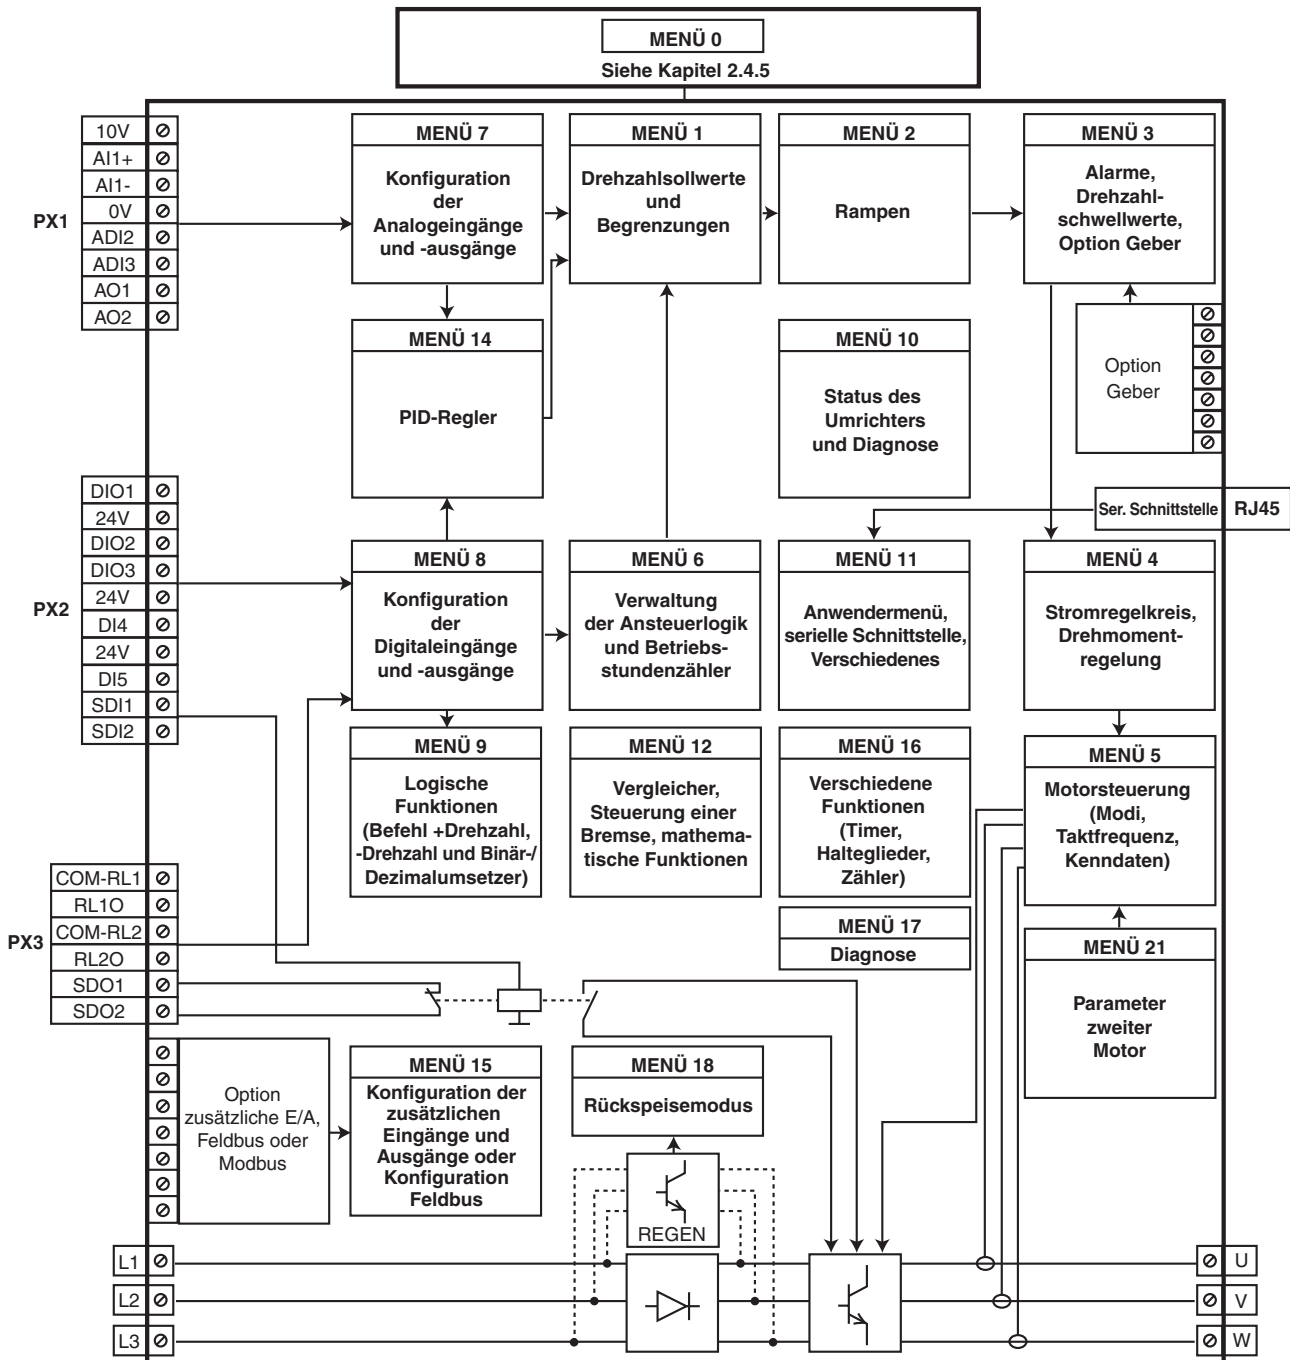 MENÜ 0
Siehe Kapitel 2.4.5
PX1
10V
AI1+
AI1-
0V
ADI2
ADI3
AO1
AO2
MENÜ 7
Konfiguration
der
Analogeingänge
und -ausgänge
MENÜ 1
Drehzahlsollwerte
und
Begrenzungen
MENÜ 2
Rampen
MENÜ 3
Alarme,
Drehzahl-
schwellwerte,
Option Geber
MENÜ 14
PID-Regler
MENÜ 10
Status des
Umrichters
und Diagnose
Option
Geber
Ser. Schnittstelle
RJ45
PX2
DIO1
24V
DIO2
DIO3
24V
DI4
24V
DI5
SDI1
SDI2
MENÜ 8
Konfiguration
der
Digitaleingänge
und -ausgänge
MENÜ 6
Verwaltung
der Ansteuerlogik
und Betriebs-
stundenzähler
MENÜ 11
Anwendermenü,
serielle Schnittstelle,
Verschiedenes
MENÜ 4
Stromregelkreis,
Drehmoment-
regelung
MENÜ 9
Logische
Funktionen
(Befehl +Drehzahl,
-Drehzahl und Binär-/
Dezimalumsetzer)
MENÜ 12
Vergleicher,
Steuerung einer
Bremse, mathema-
tische Funktionen
MENÜ 16
Verschiedene
Funktionen
(Timer,
Halteglieder,
Zähler)
MENÜ 5
Motorsteuerung
(Modi,
Taktfrequenz,
Kenndaten)
PX3
COM-RL1
RL1O
COM-RL2
RL2O
SDO1
SDO2
MENÜ 17
Diagnose
MENÜ 21
Parameter
zweiter
Motor
Option
zusätzliche E/A,
Feldbus oder
Modbus
MENÜ 15
Konfiguration der
zusätzlichen
Eingänge und
Ausgänge oder
Konfiguration
Feldbus
MENÜ 18
Rückspeisemodus
REGEN
L1
L2
L3
U
V
W